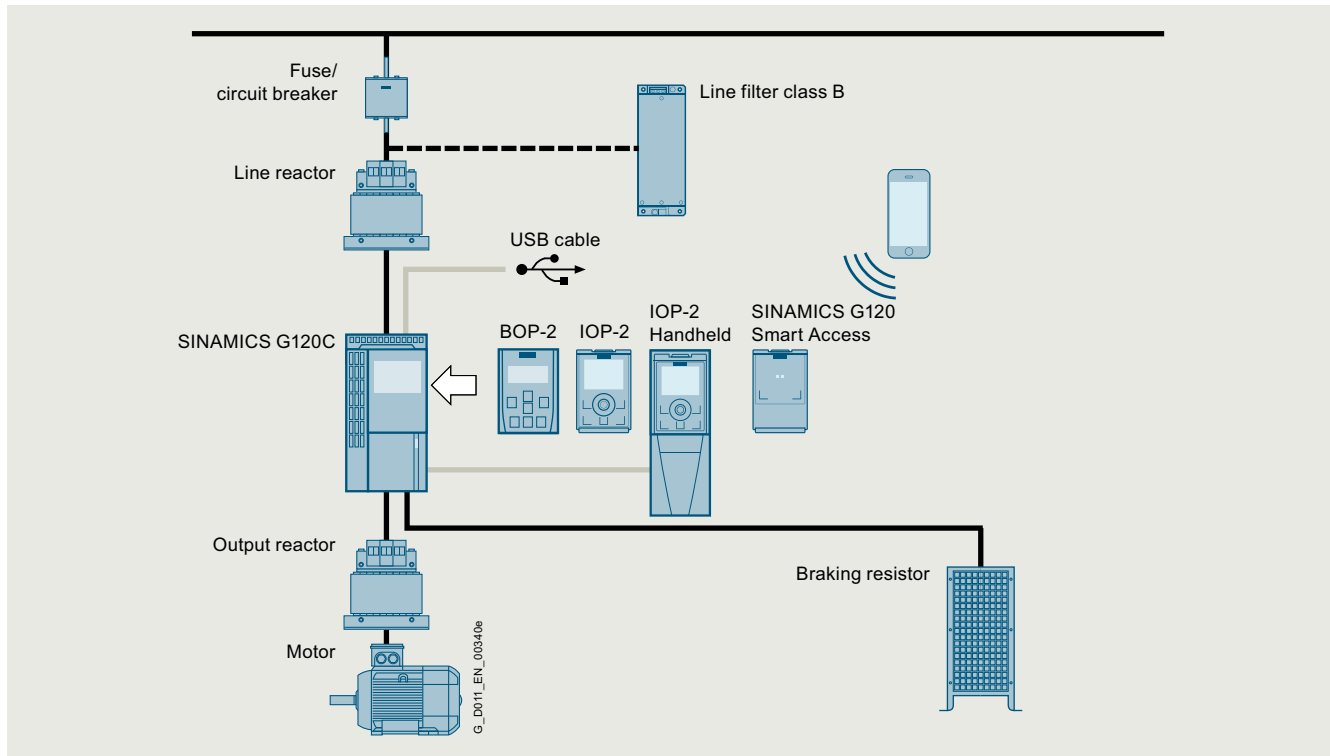 Fuse/
circuit breaker
Line filter class B
Line reactor
USB cable
SINAMICS G120C
BOP-2
IOP-2
IOP-2
Handheld
SINAMICS G120
Smart Access
Output reactor
Braking resistor
Motor
G_D011_EN_00340e